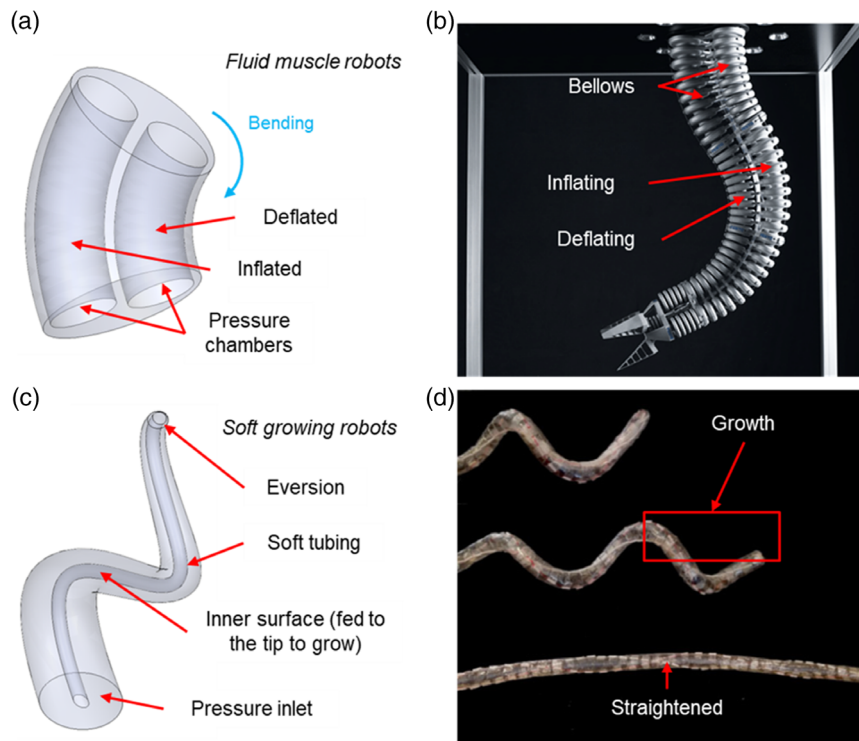 (a)
Fluid muscle robots
Bending
Deflated
Inflated
Pressure
chambers
(b)
Bellows
Inflating
Deflating
(c)
Soft growing robots
Eversion
Soft tubing
Inner surface (fed to
the tip to grow)
Pressure inlet
(d)
Growth
Straightened